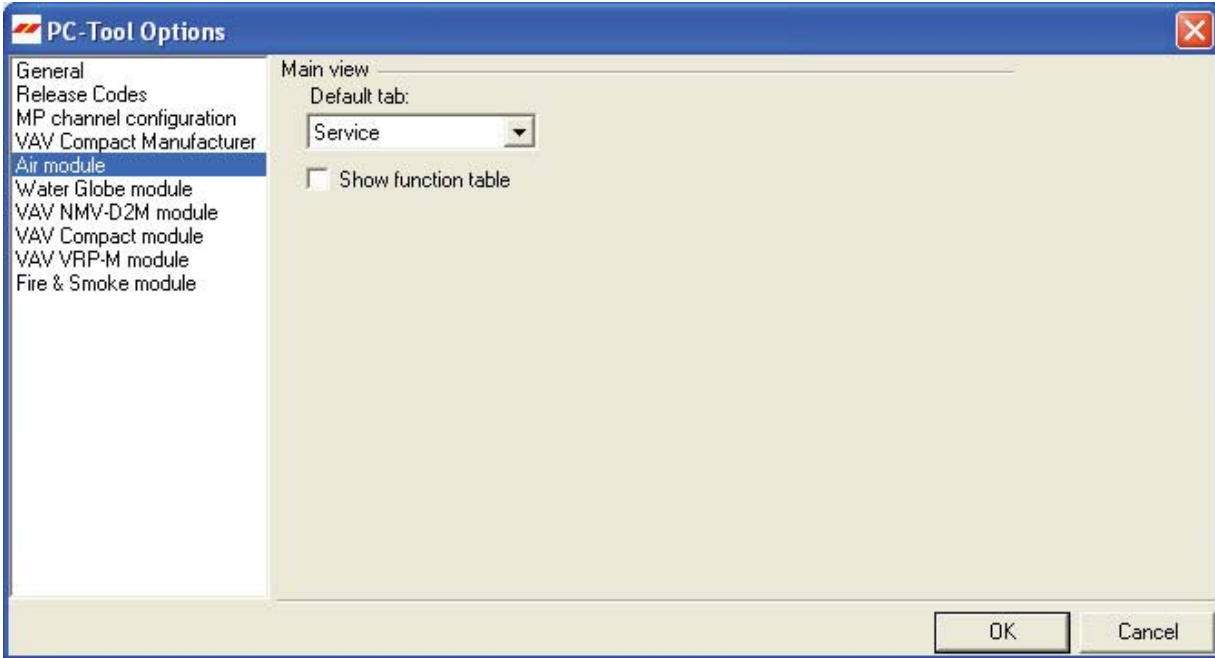 PC-Tool Options
General
Release Codes
MP channel configuration
VAV Compact Manufacturer
Air module
Water Globe module
VAV NMV-D2M module
VAV Compact module
VAV VRP-M module
Fire & Smoke module
Main view
Default tab:
Service
Show function table
OK
Cancel